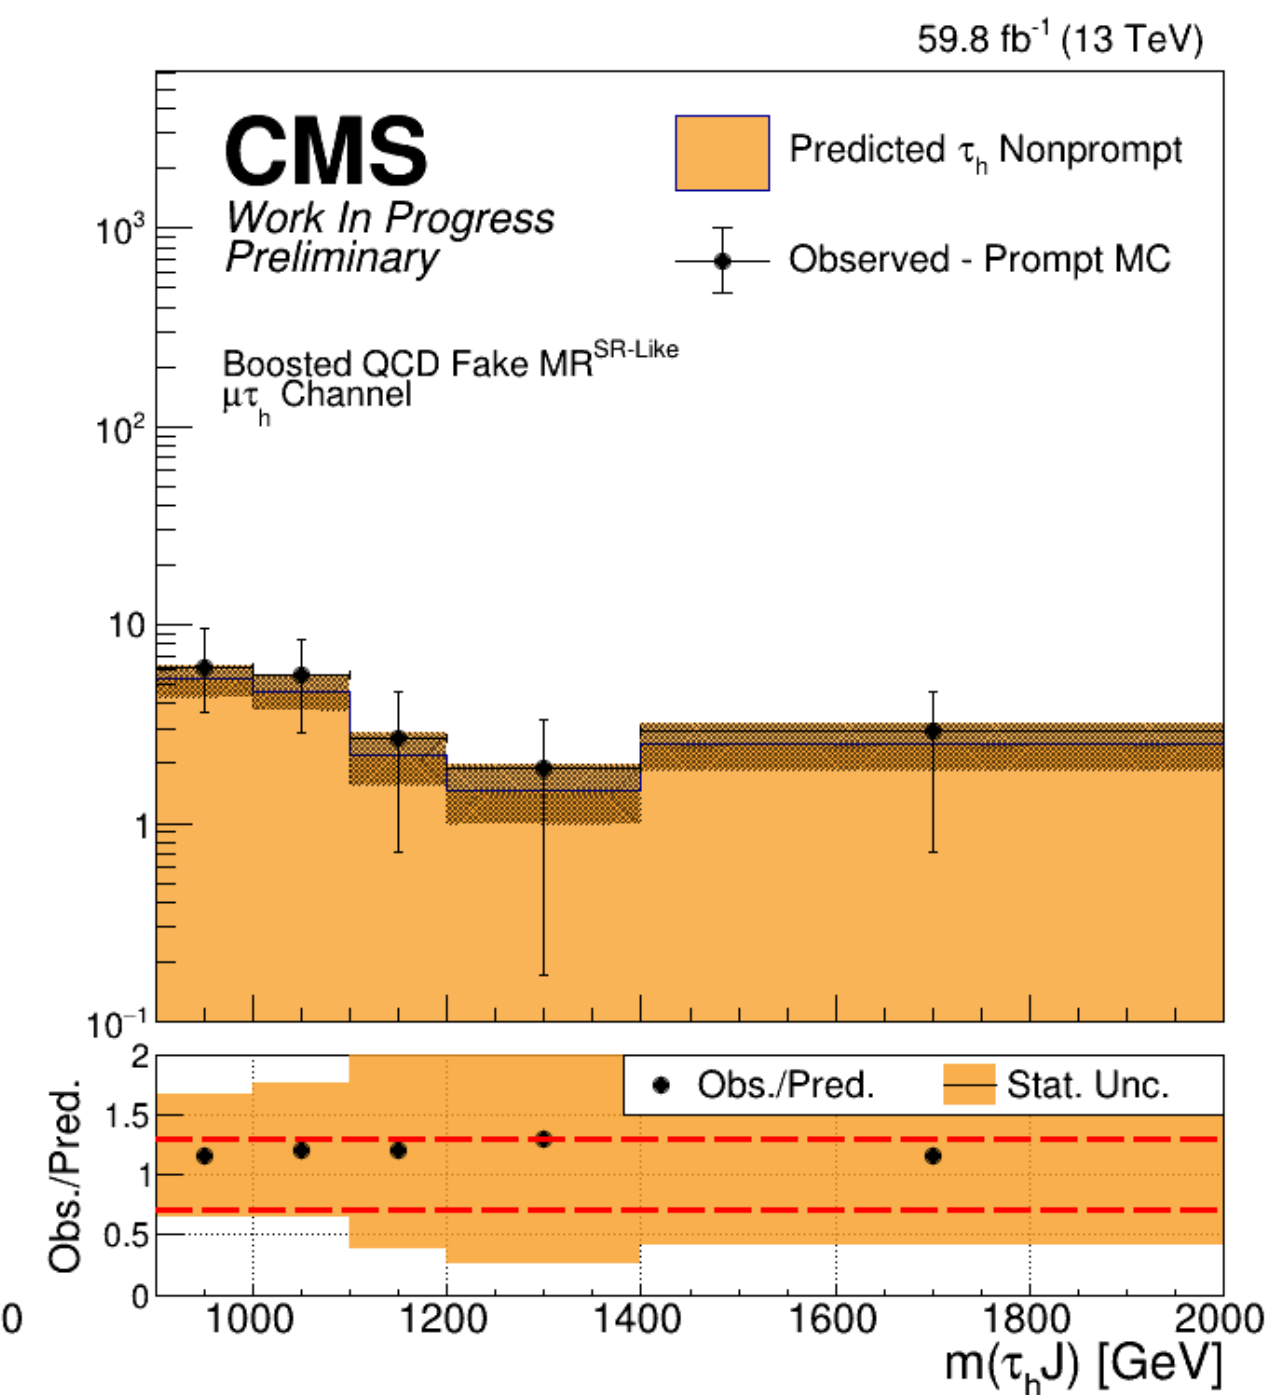 59.8 fb⁻¹ (13 TeV)
CMS
Work In Progress
Preliminary
Predicted τₕ Nonprompt
Observed - Prompt MC
Boosted QCD Fake MR^SR-Like
μτₕ Channel
10³
10²
10
1
10⁻¹
Obs./Pred.
2
1.5
1
0.5
0
Obs./Pred.
Stat. Unc.
0
1000
1200
1400
1600
1800
2000
m(τₕJ) [GeV]